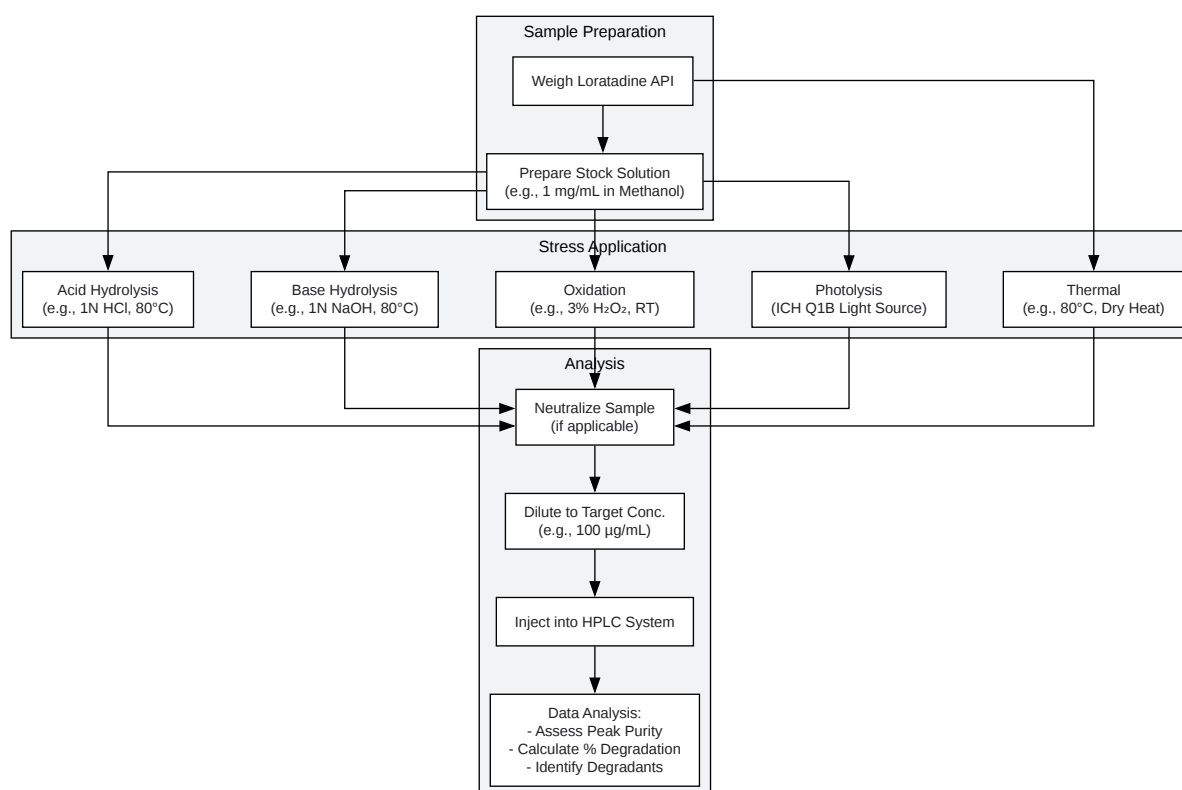 Sample Preparation
Weigh Loratadine API
Prepare Stock Solution
(e.g., 1 mg/mL in Methanol)
Stress Application
Acid Hydrolysis
(e.g., 1N HCl, 80°C)
Base Hydrolysis
(e.g., 1N NaOH, 80°C)
Oxidation
(e.g., 3% H₂O₂, RT)
Photolysis
(ICH Q1B Light Source)
Thermal
(e.g., 80°C, Dry Heat)
Analysis
Neutralize Sample
(if applicable)
Dilute to Target Conc.
(e.g., 100 µg/mL)
Inject into HPLC System
Data Analysis:
- Assess Peak Purity
- Calculate % Degradation
- Identify Degradants